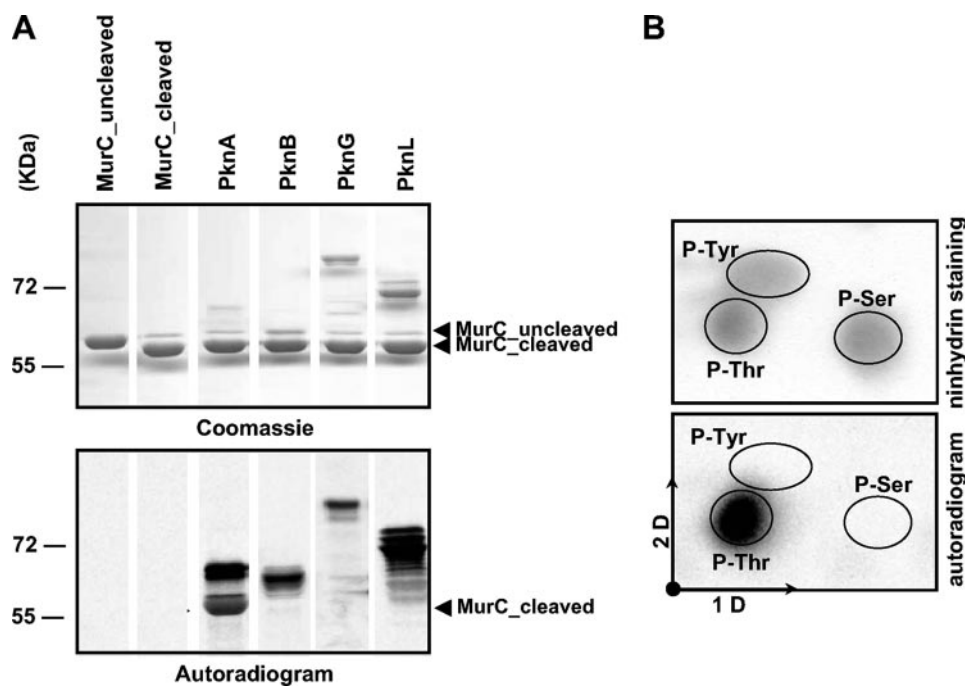 A
(KDa)
MurC_uncleaved
MurC_cleaved
PknA
PknB
PknG
PknL
72
55
MurC_uncleaved
MurC_cleaved
Coomassie
72
55
MurC_cleaved
Autoradiogram
B
P-Tyr
P-Ser
P-Thr
ninhydrin staining
P-Tyr
P-Ser
P-Thr
2 D
1 D
autoradiogram